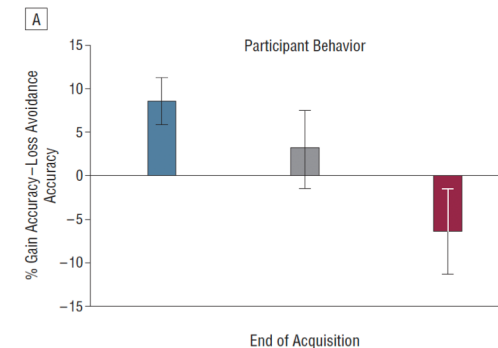 A
Participant Behavior
% Gain Accuracy–Loss Avoidance
Accuracy
15
10
5
0
−5
−10
−15
End of Acquisition